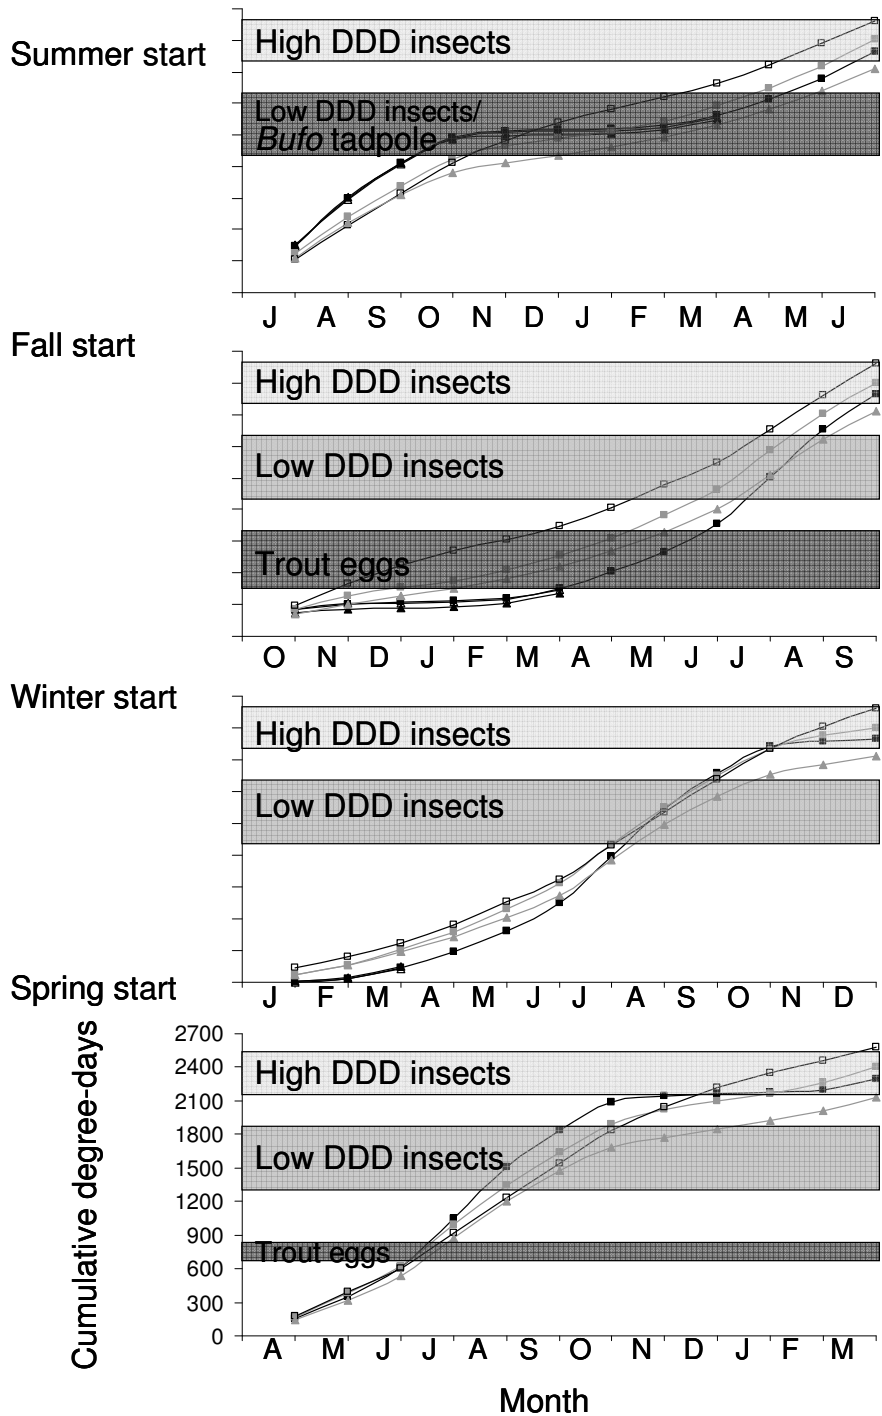 Summer start
High DDD insects
Low DDD insects/
Bufo tadpole
J A S O N D J F M A M J
Fall start
High DDD insects
Low DDD insects
Trout eggs
O N D J F M A M J J A S
Winter start
High DDD insects
Low DDD insects
J F M A M J J A S O N D
Spring start
Cumulative degree-days
2700
2400
2100
1800
1500
1200
900
600
300
0
High DDD insects
Low DDD insects
Trout eggs
A M J J A S O N D J F M
Month